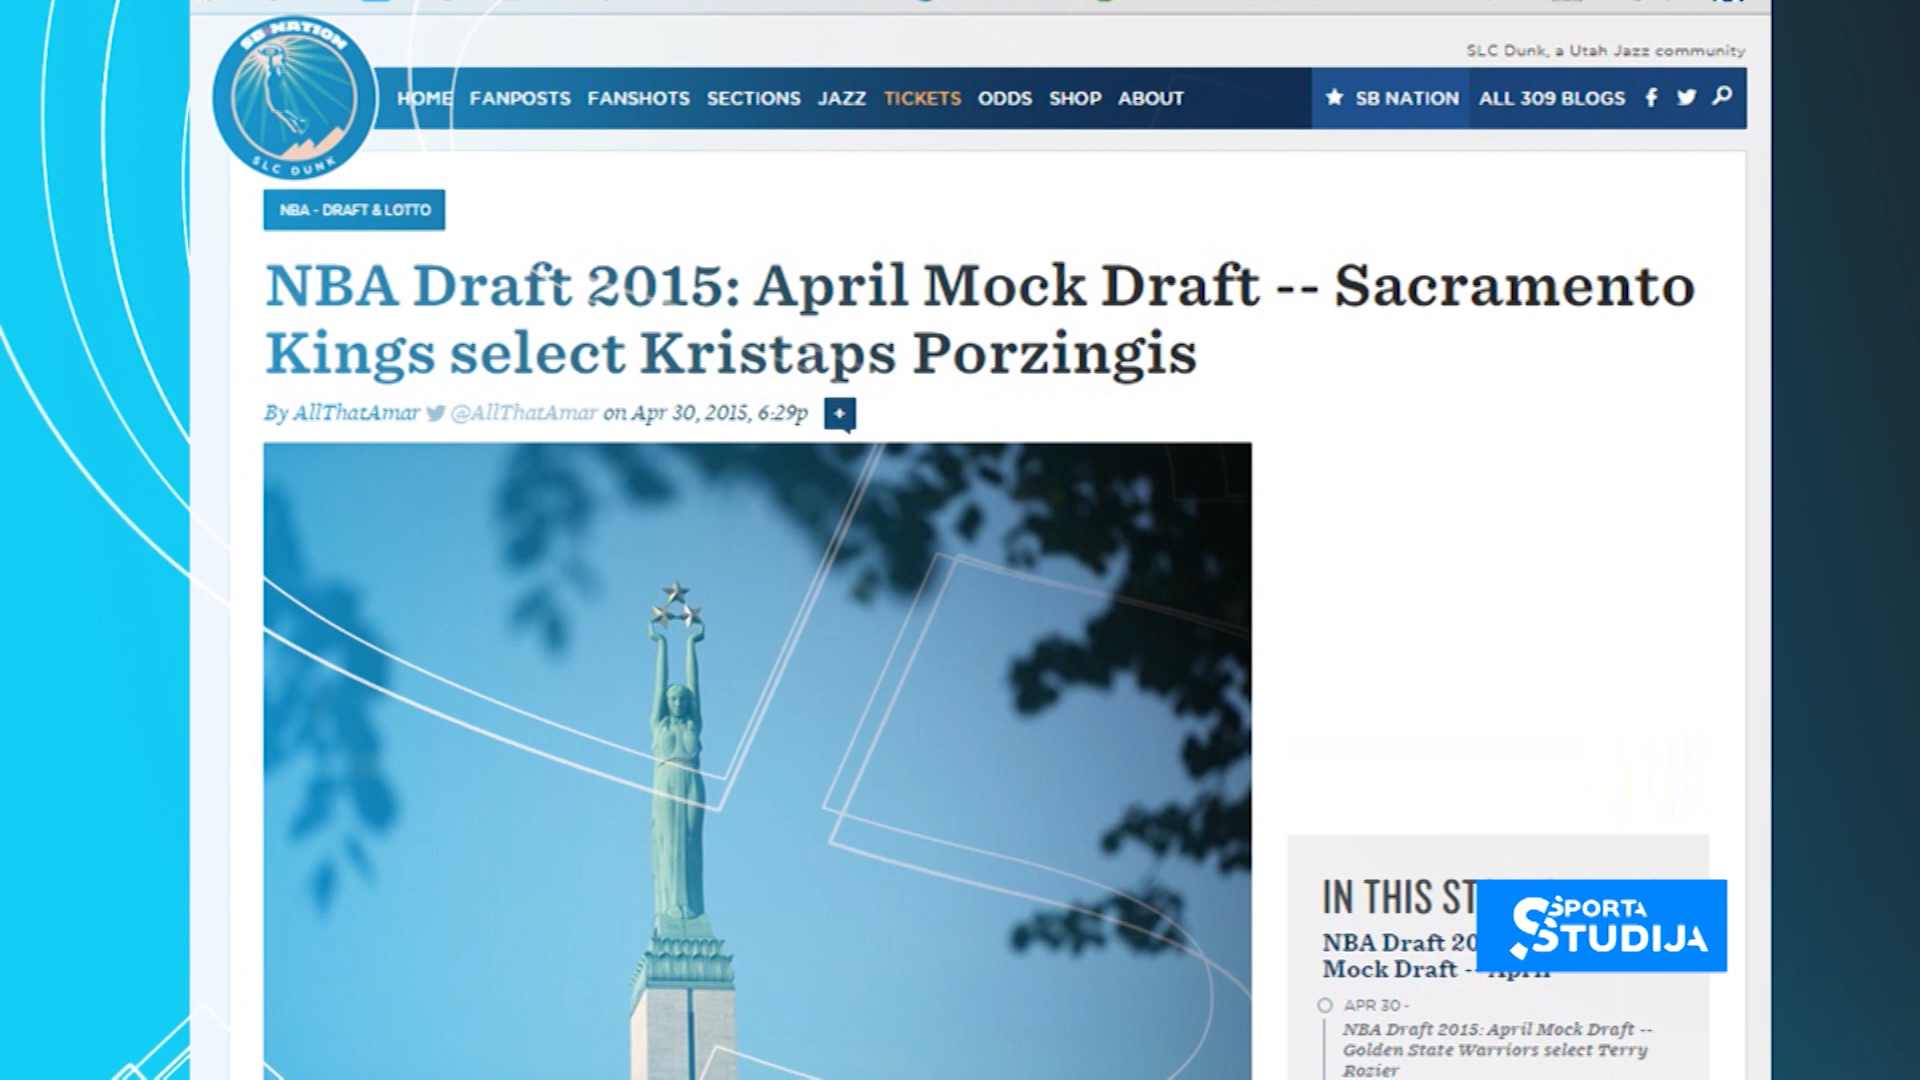 SB NATION
SLC DUNK
SLC Dunk, a Utah Jazz community
HOME FANPOSTS FANSHOTS SECTIONS JAZZ TICKETS ODDS SHOP ABOUT
SB NATION ALL 309 BLOGS
NBA - DRAFT & LOTTO
NBA Draft 2015: April Mock Draft -- Sacramento
Kings select Kristaps Porzingis
By AllThatAmar @AllThatAmar on Apr 30, 2015, 6:29p
IN THIS
NBA Draft
Mock Draft --
SPORTA
STUDIJA
APR 30 -
NBA Draft 2015: April Mock Draft --
Golden State Warriors select Terry
Rozier